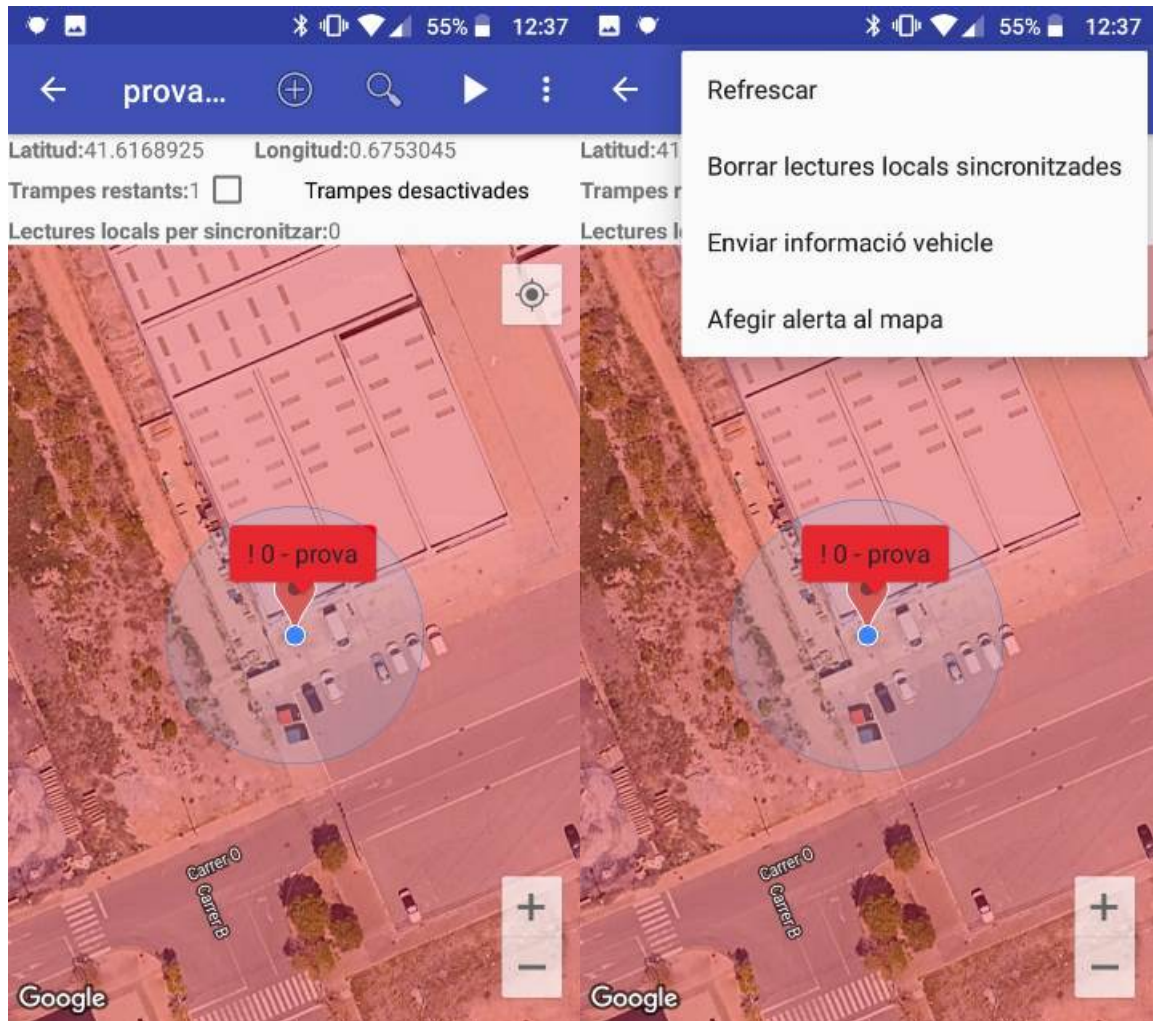 55% 12:37
prova...
Latitud:41.6168925 Longitud:0.6753045
Trampes restants:1 Trampes desactivades
Lectures locals per sincronitzar:0
! 0 - prova
Carrer O
Carrer B
+
−
Google
55% 12:37
Refrescar
Borrar lectures locals sincronitzades
Enviar informació vehicle
Afegir alerta al mapa
Latitud:41
Trampes r
Lectures l
! 0 - prova
Carrer O
Carrer B
+
−
Google